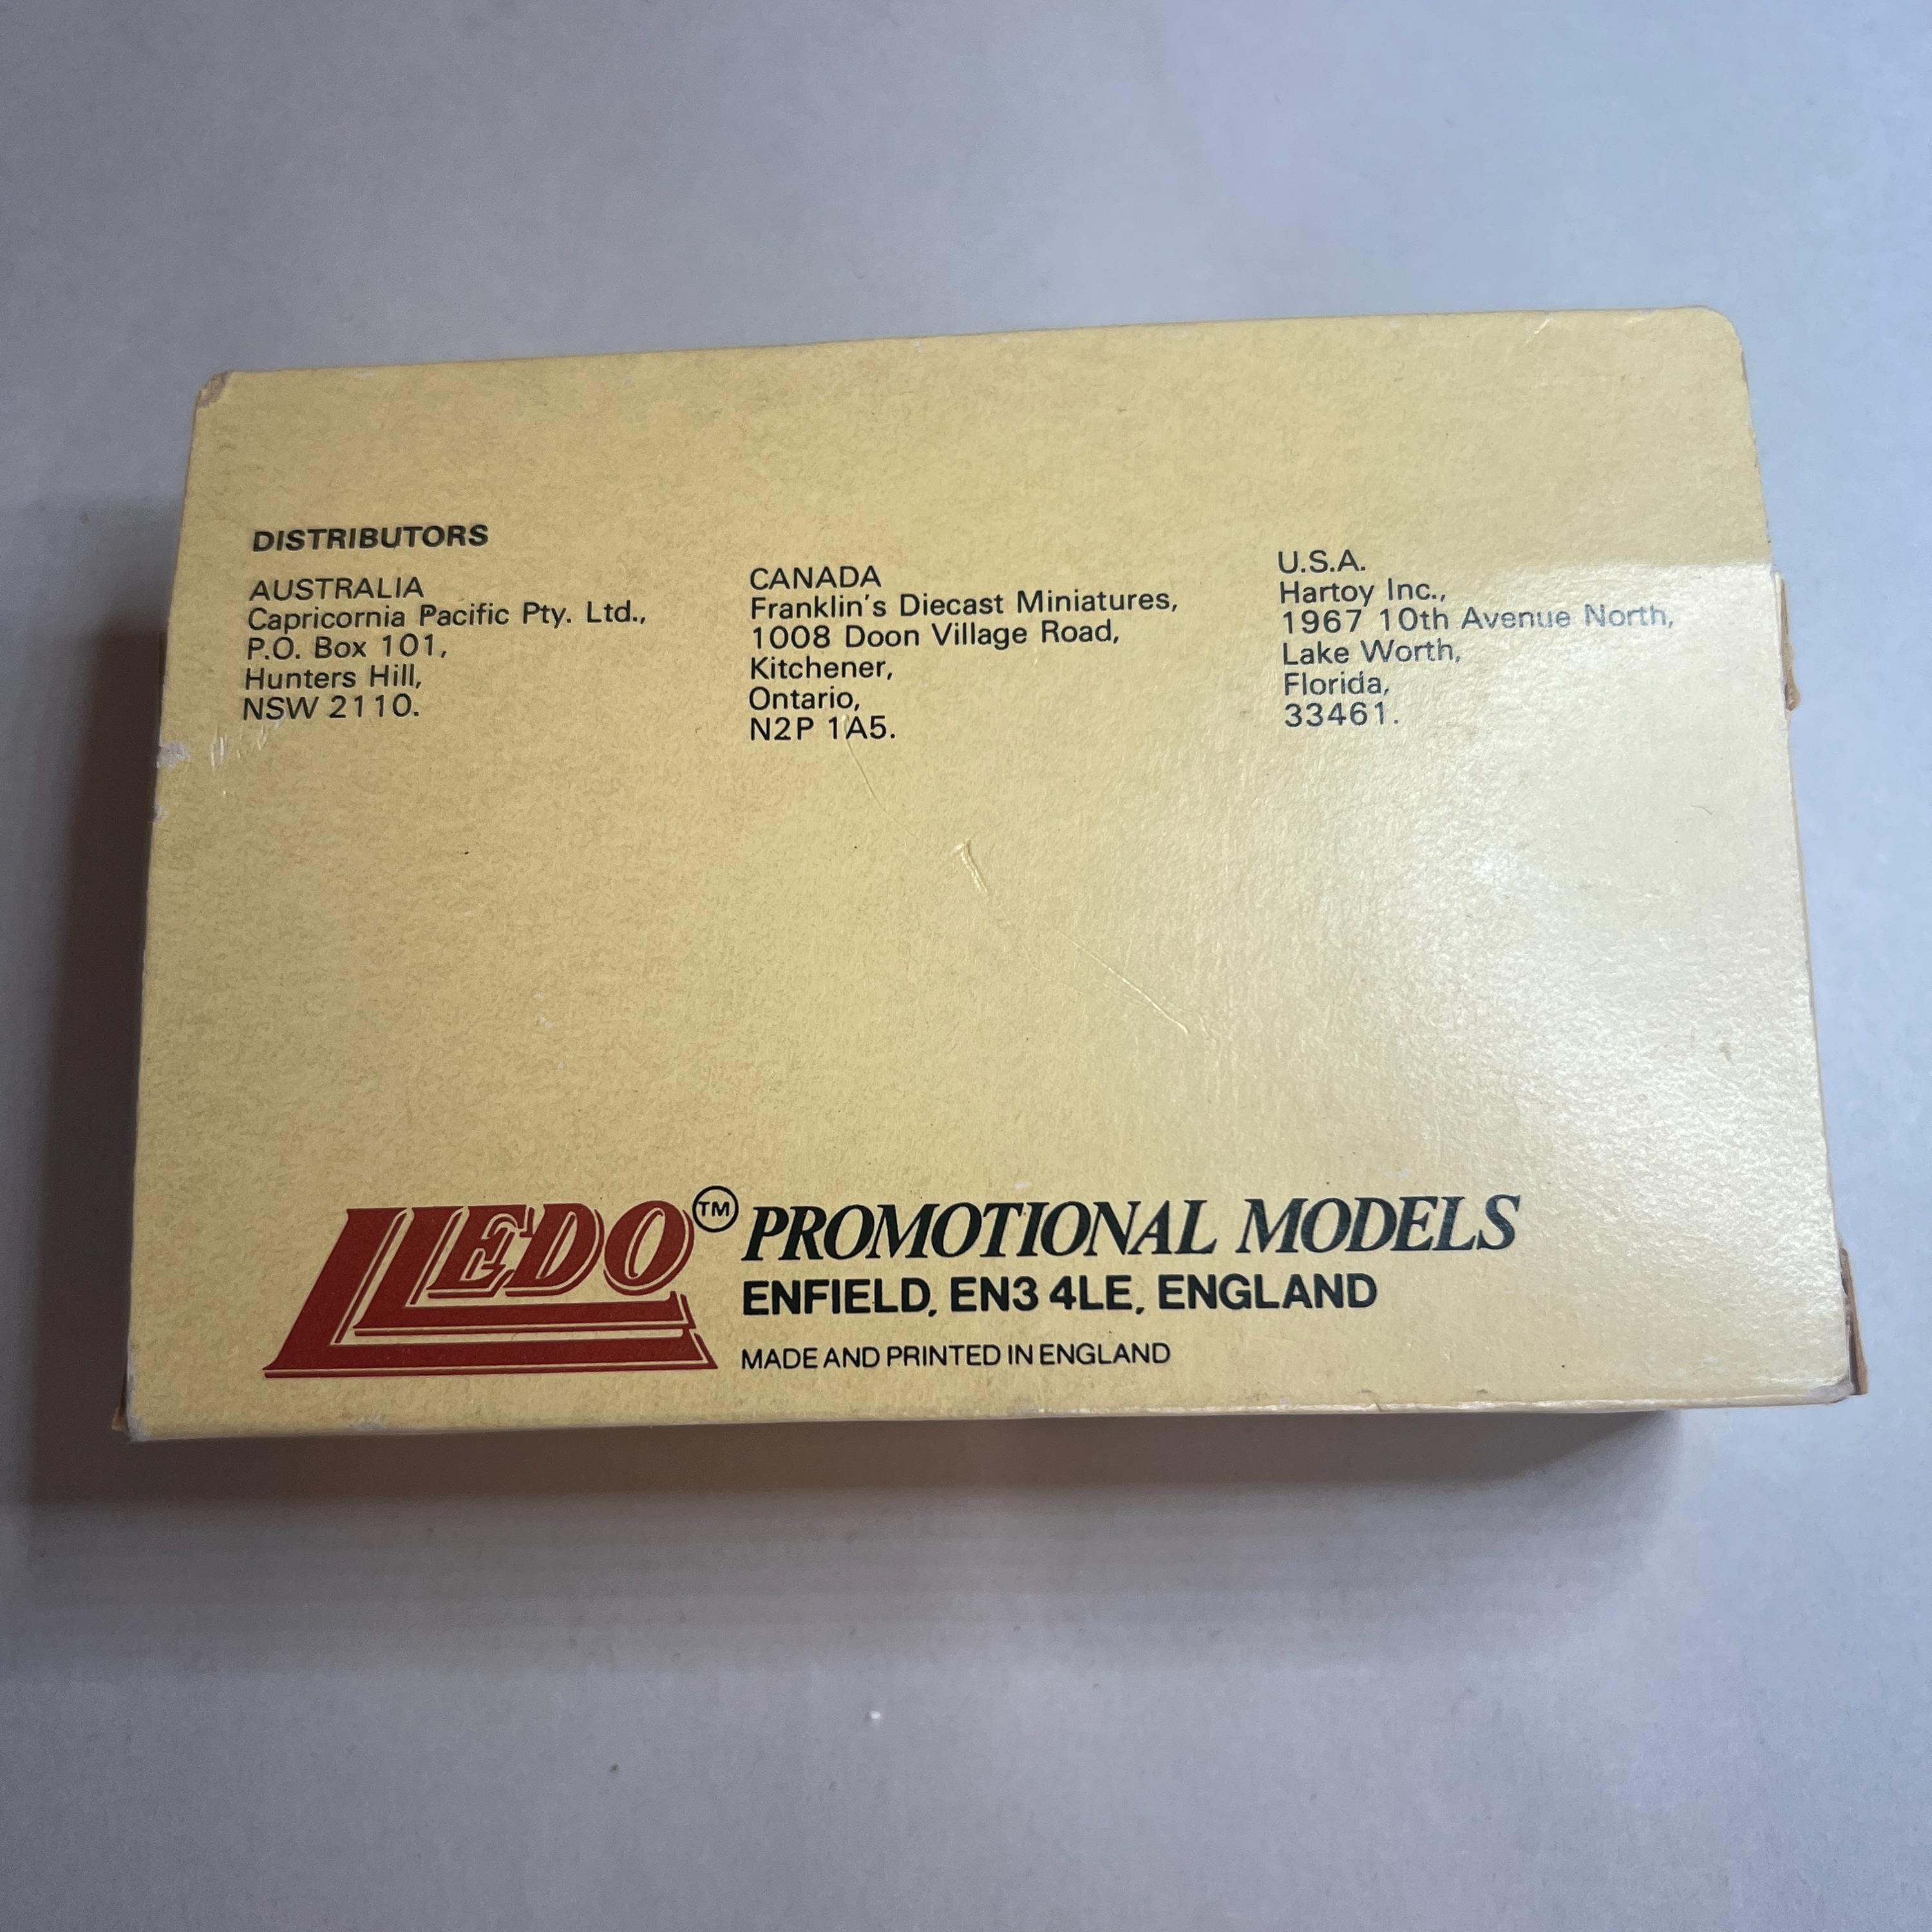 DISTRIBUTORS
AUSTRALIA
Capricornia Pacific Pty. Ltd.,
P.O. Box 101,
Hunters Hill,
NSW 2110.
CANADA
Franklin's Diecast Miniatures,
1008 Doon Village Road,
Kitchener,
Ontario,
N2P 1A5.
U.S.A.
Hartoy Inc.,
1967 10th Avenue North,
Lake Worth,
Florida,
33461.
LLEDO TM PROMOTIONAL MODELS
ENFIELD, EN3 4LE, ENGLAND
MADE AND PRINTED IN ENGLAND